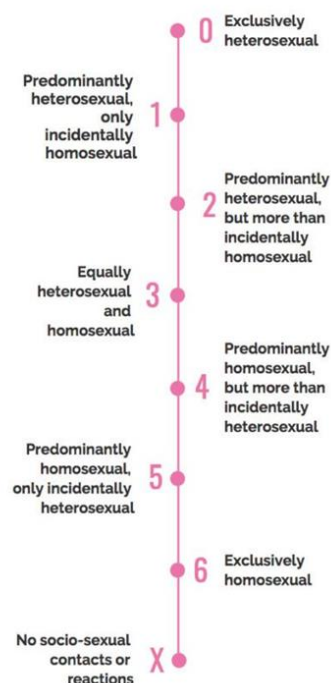 0
Exclusively
heterosexual
Predominantly
heterosexual,
only
incidentally
homosexual
1
2
Predominantly
heterosexual,
but more than
incidentally
homosexual
Equally
heterosexual
and
homosexual
3
4
Predominantly
homosexual,
but more than
incidentally
heterosexual
Predominantly
homosexual,
only incidentally
heterosexual
5
6
Exclusively
homosexual
No socio-sexual
contacts or
reactions
X